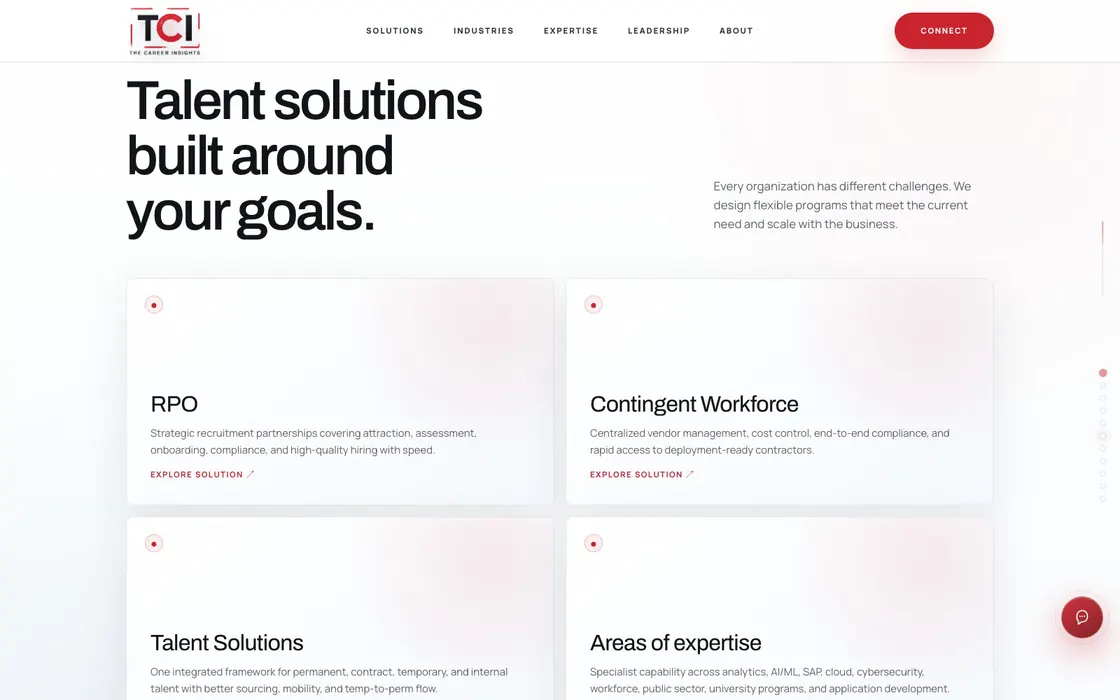 TCI
THE CAREER INSIGHTS
SOLUTIONS
INDUSTRIES
EXPERTISE
LEADERSHIP
ABOUT
CONNECT
Talent solutions
built around
your goals.
Every organization has different challenges. We
design flexible programs that meet the current
need and scale with the business.
RPO
Strategic recruitment partnerships covering attraction, assessment,
onboarding, compliance, and high-quality hiring with speed.
EXPLORE SOLUTION ↗
Contingent Workforce
Centralized vendor management, cost control, end-to-end compliance, and
rapid access to deployment-ready contractors.
EXPLORE SOLUTION ↗
Talent Solutions
One integrated framework for permanent, contract, temporary, and internal
talent with better sourcing, mobility, and temp-to-perm flow.
Areas of expertise
Specialist capability across analytics, AI/ML, SAP, cloud, cybersecurity,
workforce, public sector, university programs, and application development.